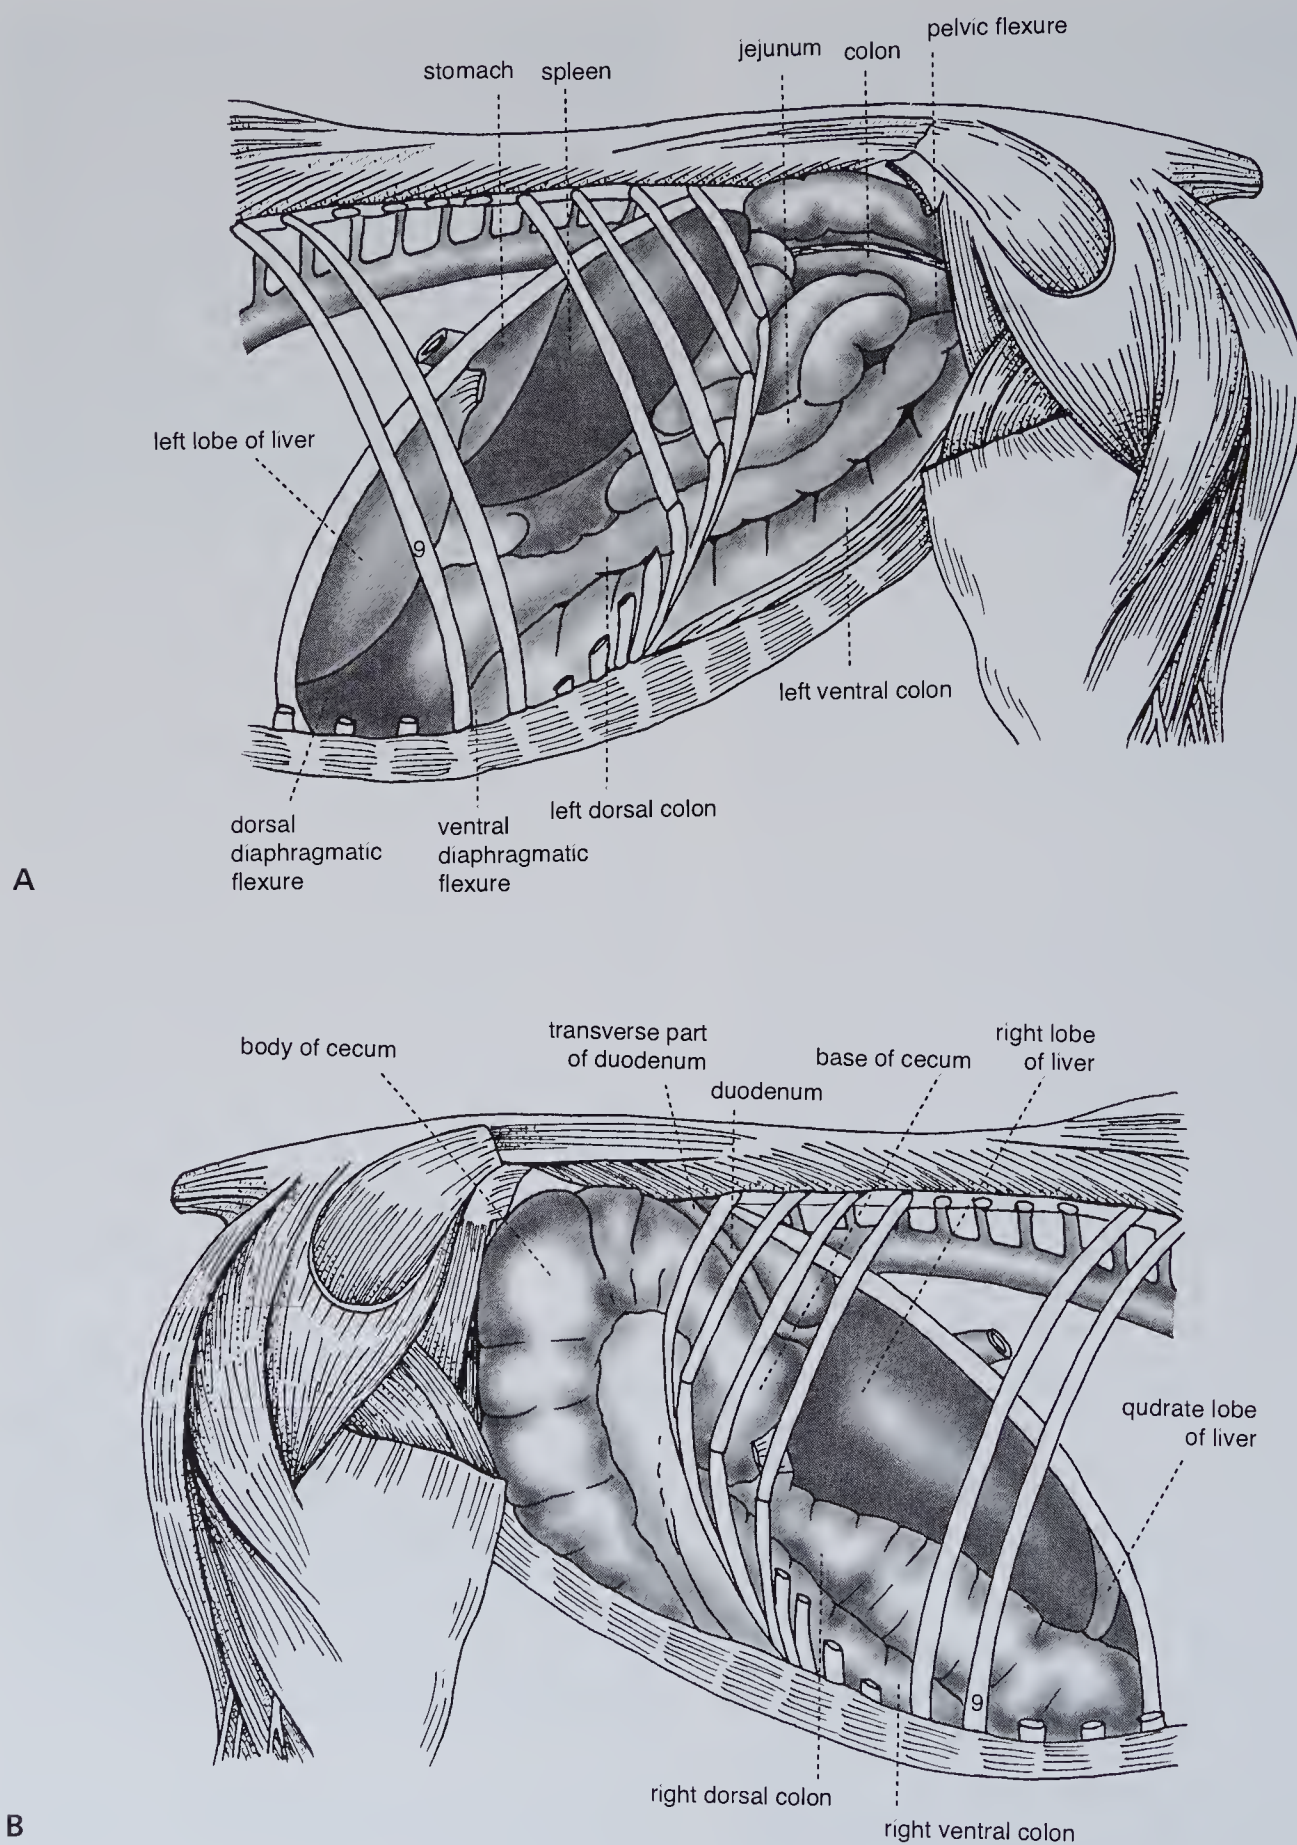 pelvic flexure
jejunum colon
stomach spleen
left lobe of liver
9
left ventral colon
left dorsal colon
dorsal
diaphragmatic
flexure
ventral
diaphragmatic
flexure
A
transverse part
of duodenum
right lobe
of liver
body of cecum
base of cecum
duodenum
qudrate lobe
of liver
9
right dorsal colon
right ventral colon
B